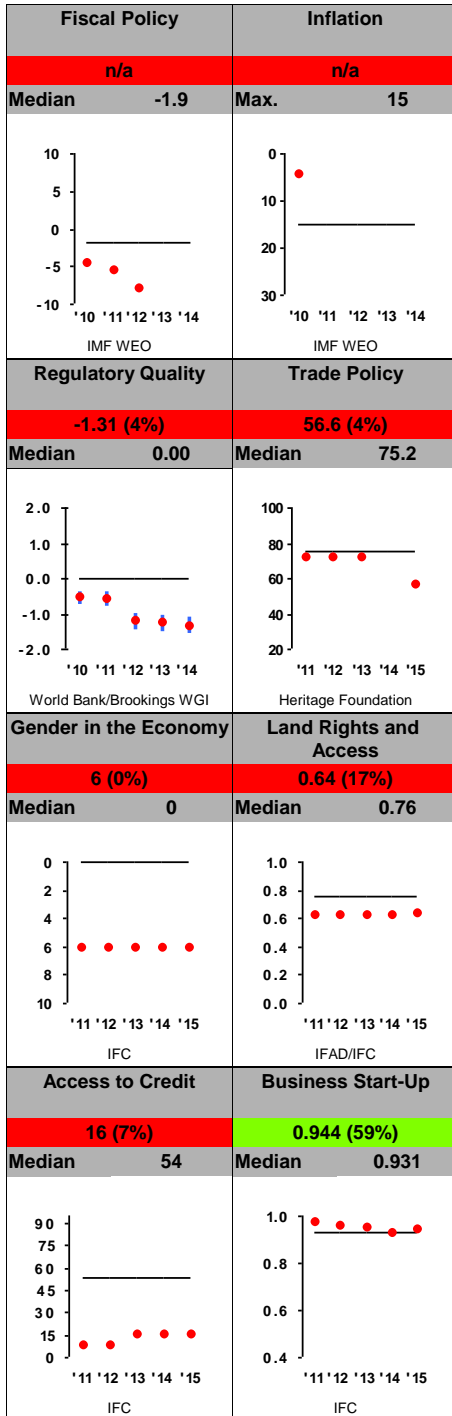 Fiscal Policy
n/a
Median -1.9
10
5
0
-5
-10
'10 '11 '12 '13 '14
IMF WEO
Inflation
n/a
Max. 15
0
10
20
30
'10 '11 '12 '13 '14
IMF WEO
Regulatory Quality
-1.31 (4%)
Median 0.00
2.0
1.0
0.0
-1.0
-2.0
'10 '11 '12 '13 '14
World Bank/Brookings WGI
Trade Policy
56.6 (4%)
Median 75.2
100
80
60
40
20
'11 '12 '13 '14 '15
Heritage Foundation
Gender in the Economy
6 (0%)
Median 0
0
2
4
6
8
10
'11 '12 '13 '14 '15
IFC
Land Rights and
Access
0.64 (17%)
Median 0.76
1.0
0.8
0.6
0.4
0.2
0.0
'11 '12 '13 '14 '15
IFAD/IFC
Access to Credit
16 (7%)
Median 54
90
75
60
45
30
15
0
'11 '12 '13 '14 '15
IFC
Business Start-Up
0.944 (59%)
Median 0.931
1.0
0.8
0.6
0.4
'11 '12 '13 '14 '15
IFC